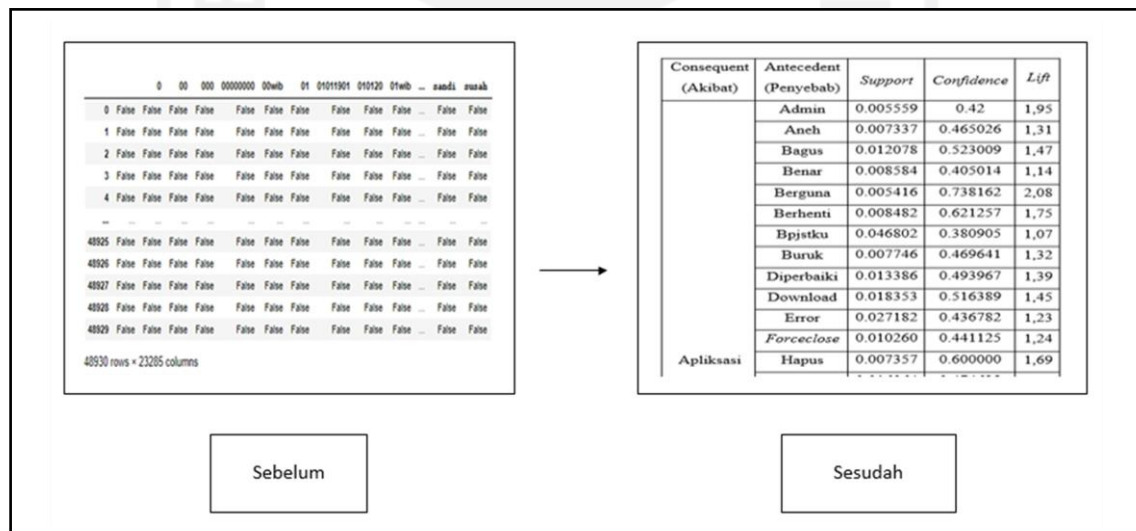 0 00 000 00000000 00wib 01 01011901 010120 01wib ... zandi zuzah
0 False False False False False False False False False False ... False False
1 False False False False False False False False False False ... False False
2 False False False False False False False False False False ... False False
3 False False False False False False False False False False ... False False
4 False False False False False False False False False False ... False False
... ... ... ... ... ... ... ... ... ... ... ... ...
48925 False False False False False False False False False ... False False
48926 False False False False False False False False False ... False False
48927 False False False False False False False False False ... False False
48928 False False False False False False False False False ... False False
48929 False False False False False False False False False ... False False
48930 rows × 23285 columns
Sebelum
Consequent Antecedent Support Confidence Lift
(Akibat) (Penyebab)
Admin 0.005559 0.42 1,95
Aneh 0.007337 0.465026 1,31
Bagus 0.012078 0.523009 1,47
Benar 0.008584 0.405014 1,14
Berguna 0.005416 0.738162 2,08
Berhenti 0.008482 0.621257 1,75
Bpjstku 0.046802 0.380905 1,07
Buruk 0.007746 0.469641 1,32
Diperbaiki 0.013386 0.493967 1,39
Download 0.018353 0.516389 1,45
Error 0.027182 0.436782 1,23
Forceclose 0.010260 0.441125 1,24
Apliksasi Hapus 0.007357 0.600000 1,69
Sesudah